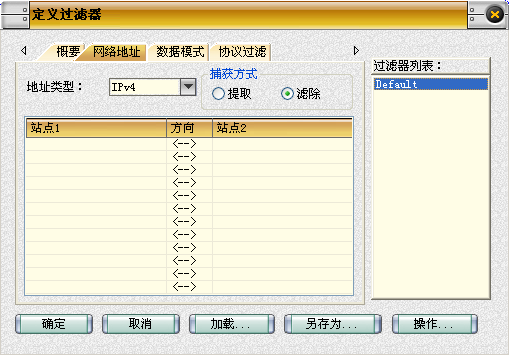 定义过滤器
概要 网络地址 数据模式 协议过滤
过滤器列表：
捕获方式
地址类型： IPv4 提取 滤除
Default
站点1 方向 站点2
<-->
<-->
<-->
<-->
<-->
<-->
<-->
<-->
<-->
<-->
<-->
<-->
确定 取消 加载... 另存为... 操作...